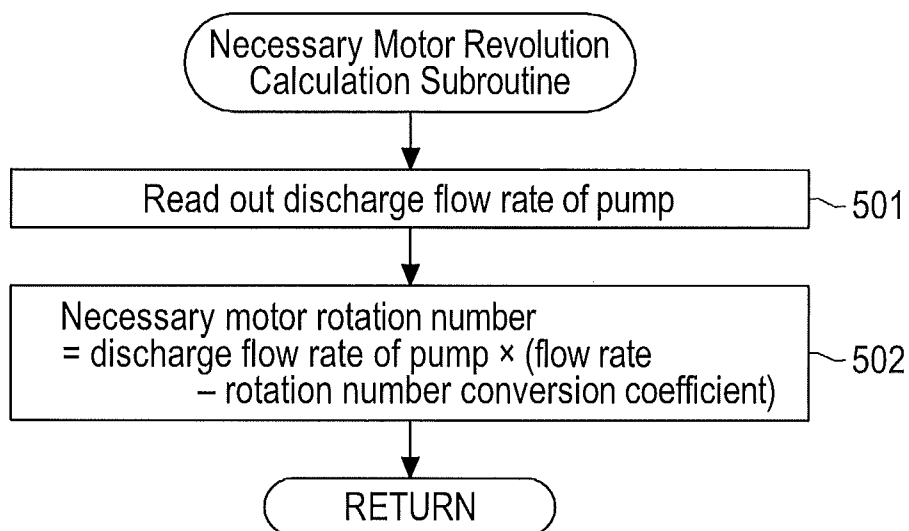 Necessary Motor Revolution
Calculation Subroutine
Read out discharge flow rate of pump
501
Necessary motor rotation number
= discharge flow rate of pump × (flow rate
– rotation number conversion coefficient)
502
RETURN